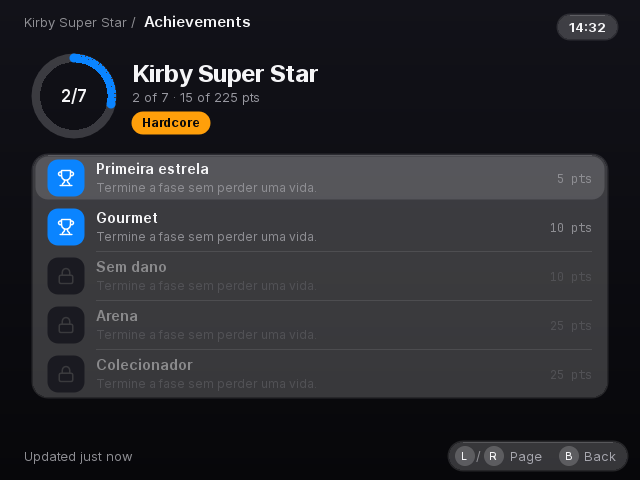 Kirby Super Star / Achievements
14:32
2/7
Kirby Super Star
2 of 7 · 15 of 225 pts
Hardcore
Primeira estrela
Termine a fase sem perder uma vida.
5 pts
Gourmet
Termine a fase sem perder uma vida.
10 pts
Sem dano
Termine a fase sem perder uma vida.
10 pts
Arena
Termine a fase sem perder uma vida.
25 pts
Colecionador
Termine a fase sem perder uma vida.
25 pts
Updated just now
L / R Page B Back